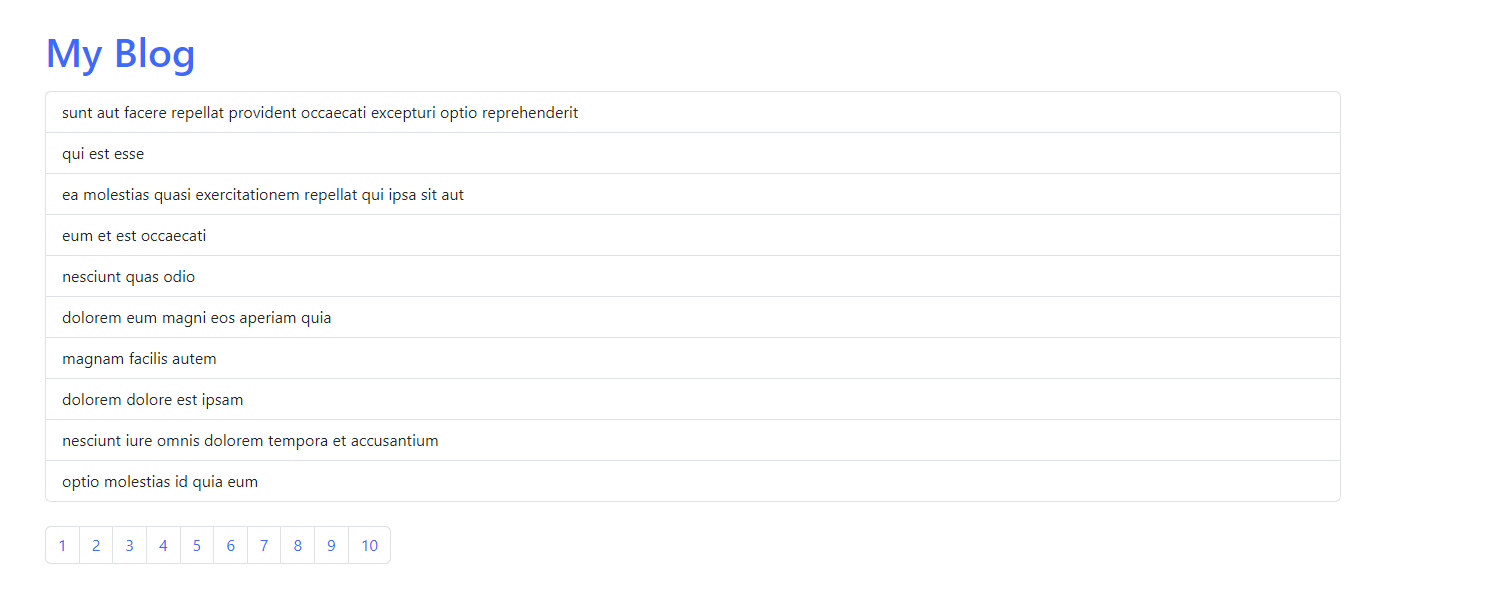 My Blog
sunt aut facere repellat provident occaecati excepturi optio reprehenderit
qui est esse
ea molestias quasi exercitationem repellat qui ipsa sit aut
eum et est occaecati
nesciunt quas odio
dolorem eum magni eos aperiam quia
magnam facilis autem
dolorem dolore est ipsam
nesciunt iure omnis dolorem tempora et accusantium
optio molestias id quia eum
1 2 3 4 5 6 7 8 9 10